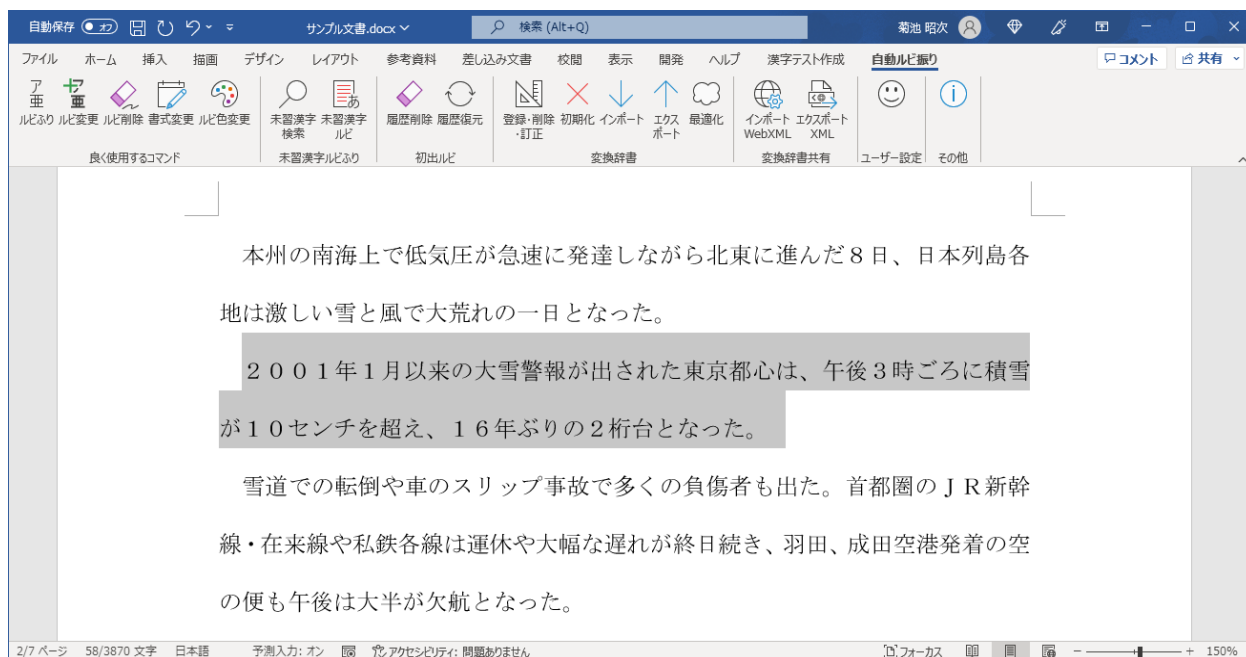 自動保存 オフ サンプル文書.docx 検索 (Alt+Q) 菊池 昭次
ファイル ホーム 挿入 描画 デザイン レイアウト 参考資料 差し込み文書 校閲 表示 開発 ヘルプ 漢字テスト作成 自動ルビ振り コメント 共有
ア亜 ルビふり ア亜 ルビ変更 ルビ削除 書式変更 ルビ色変更 未習漢字検索 あ 未習漢字ルビ 履歴削除 履歴復元 登録・削除・訂正 初期化 インポート エクスポート 最適化 インポートWebXML エクスポートXML
良く使用するコマンド 未習漢字ルビふり 初出ルビ 変換辞書 変換辞書共有 ユーザー設定 その他
本州の南海上で低気圧が急速に発達しながら北東に進んだ８日、日本列島各
地は激しい雪と風で大荒れの一日となった。
２００１年１月以来の大雪警報が出された東京都心は、午後３時ごろに積雪
が１０センチを超え、１６年ぶりの２桁台となった。
雪道での転倒や車のスリップ事故で多くの負傷者も出た。首都圏のＪＲ新幹
線・在来線や私鉄各線は運休や大幅な遅れが終日続き、羽田、成田空港発着の空
の便も午後は大半が欠航となった。
2/7 ページ 58/3870 文字 日本語 予測入力: オン アクセシビリティ: 問題ありません フォーカス 150%